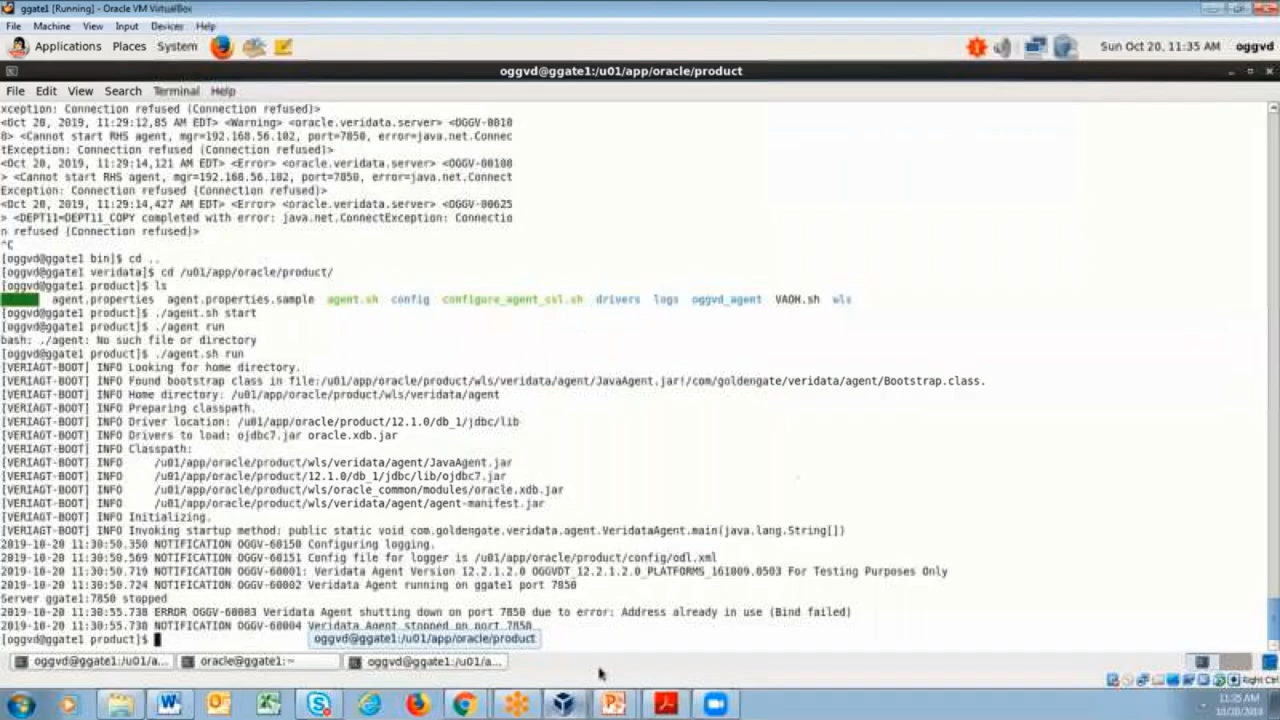 ggate1 [Running] - Oracle VM VirtualBox
File Machine View Input Devices Help
Applications Places System Sun Oct 20, 11:35 AM oggvd
oggvd@ggate1:/u01/app/oracle/product
File Edit View Search Terminal Help
xception: Connection refused (Connection refused)>
<Oct 20, 2019, 11:29:12,85 AM EDT> <Warning> <oracle.veridata.server> <OGGV-0018
8> <Cannot start RHS agent, mgr=192.168.56.102, port=7850, error=java.net.Connec
tException: Connection refused (Connection refused)>
<Oct 20, 2019, 11:29:14,121 AM EDT> <Error> <oracle.veridata.server> <OGGV-00188
> <Cannot start RHS agent, mgr=192.168.56.102, port=7850, error=java.net.Connect
Exception: Connection refused (Connection refused)>
<Oct 20, 2019, 11:29:14,427 AM EDT> <Error> <oracle.veridata.server> <OGGV-00625
> <DEPT11=DEPT11_COPY completed with error: java.net.ConnectException: Connectio
n refused (Connection refused)>
^C
[oggvd@ggate1 bin]$ cd ..
[oggvd@ggate1 veridata]$ cd /u01/app/oracle/product/
[oggvd@ggate1 product]$ ls
agent.properties agent.properties.sample agent.sh config configure_agent_ssl.sh drivers logs oggvd_agent VAOH.sh wls
[oggvd@ggate1 product]$ ./agent.sh start
[oggvd@ggate1 product]$ ./agent run
bash: ./agent: No such file or directory
[oggvd@ggate1 product]$ ./agent.sh run
[VERIAGT-BOOT] INFO Looking for home directory.
[VERIAGT-BOOT] INFO Found bootstrap class in file:/u01/app/oracle/product/wls/veridata/agent/JavaAgent.jar!/com/goldengate/veridata/agent/Bootstrap.class.
[VERIAGT-BOOT] INFO Home directory: /u01/app/oracle/product/wls/veridata/agent
[VERIAGT-BOOT] INFO Preparing classpath.
[VERIAGT-BOOT] INFO Driver location: /u01/app/oracle/product/12.1.0/db_1/jdbc/lib
[VERIAGT-BOOT] INFO Drivers to load: ojdbc7.jar oracle.xdb.jar
[VERIAGT-BOOT] INFO Classpath:
[VERIAGT-BOOT] INFO /u01/app/oracle/product/wls/veridata/agent/JavaAgent.jar
[VERIAGT-BOOT] INFO /u01/app/oracle/product/12.1.0/db_1/jdbc/lib/ojdbc7.jar
[VERIAGT-BOOT] INFO /u01/app/oracle/product/wls/oracle_common/modules/oracle.xdb.jar
[VERIAGT-BOOT] INFO /u01/app/oracle/product/wls/veridata/agent/agent-manifest.jar
[VERIAGT-BOOT] INFO Initializing.
[VERIAGT-BOOT] INFO Invoking startup method: public static void com.goldengate.veridata.agent.VeridataAgent.main(java.lang.String[])
2019-10-20 11:30:50.350 NOTIFICATION OGGV-60150 Configuring logging.
2019-10-20 11:30:50.569 NOTIFICATION OGGV-60151 Config file for logger is /u01/app/oracle/product/config/odl.xml
2019-10-20 11:30:50.719 NOTIFICATION OGGV-60001: Veridata Agent Version 12.2.1.2.0 OGGVDT_12.2.1.2.0_PLATFORMS_161009.0503 For Testing Purposes Only
2019-10-20 11:30:50.724 NOTIFICATION OGGV-60002 Veridata Agent running on ggate1 port 7850
Server ggate1:7850 stopped
2019-10-20 11:30:55.738 ERROR OGGV-60003 Veridata Agent shutting down on port 7850 due to error: Address already in use (Bind failed)
2019-10-20 11:30:55.738 NOTIFICATION OGGV-60004 Veridata Agent stopped on port 7850
[oggvd@ggate1 product]$
oggvd@ggate1:/u01/app/oracle/product
oggvd@ggate1:/u01/a... oracle@ggate1:~ oggvd@ggate1:/u01/a...
Right Ctrl
11:35 AM
10/20/2019